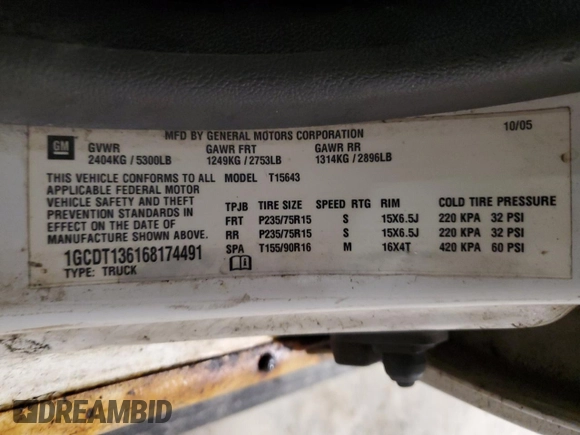 MFD BY GENERAL MOTORS CORPORATION 10/05
GM
GVWR GAWR FRT GAWR RR
2404KG / 5300LB 1249KG / 2753LB 1314KG / 2896LB
THIS VEHICLE CONFORMS TO ALL MODEL T15643
APPLICABLE FEDERAL MOTOR
VEHICLE SAFETY AND THEFT
PREVENTION STANDARDS IN
EFFECT ON THE DATE OF
MANUFACTURE SHOWN ABOVE.
1GCDT136168174491
TYPE: TRUCK
TPJB TIRE SIZE SPEED RTG RIM COLD TIRE PRESSURE
FRT P235/75R15 S 15X6.5J 220 KPA 32 PSI
RR P235/75R15 S 15X6.5J 220 KPA 32 PSI
SPA T155/90R16 M 16X4T 420 KPA 60 PSI
DREAMBID